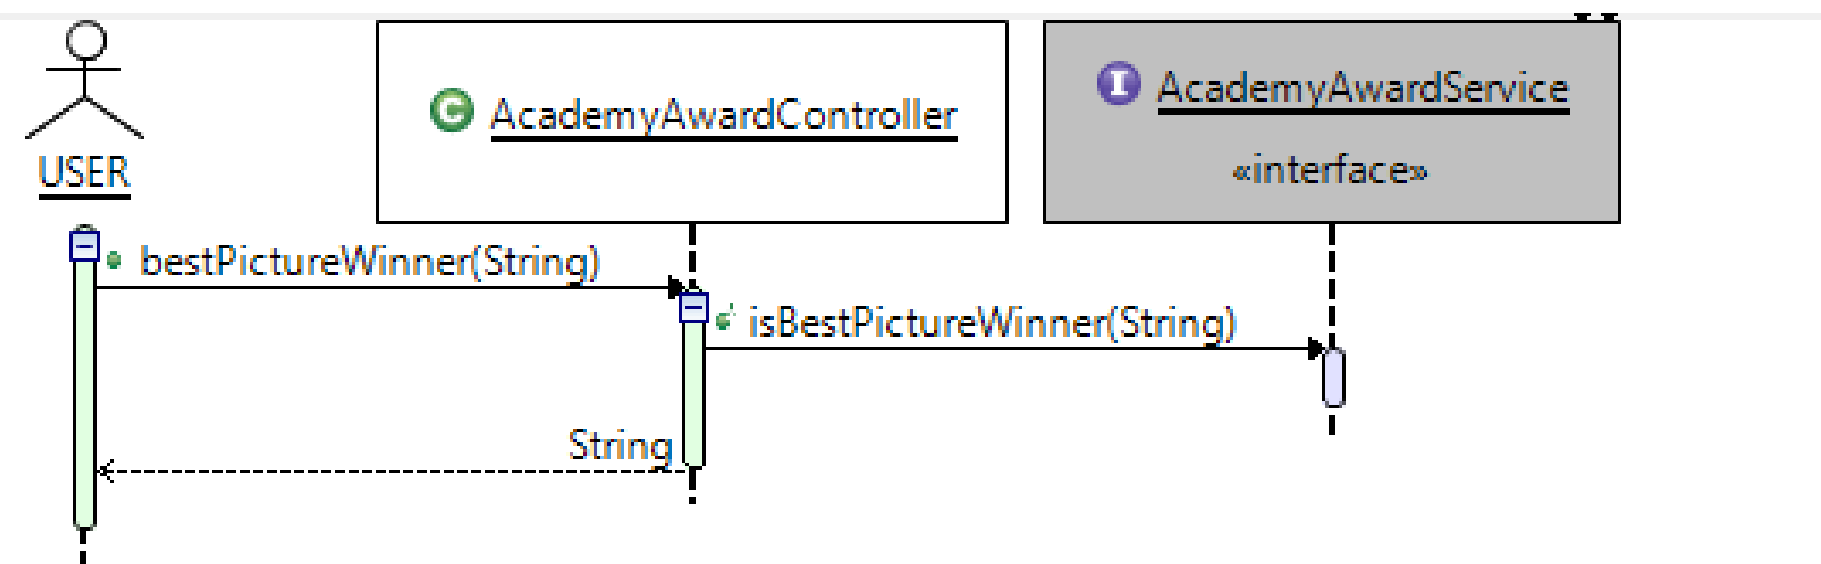 USER
C AcademyAwardController
I AcademyAwardService
«interface»
bestPictureWinner(String)
isBestPictureWinner(String)
String